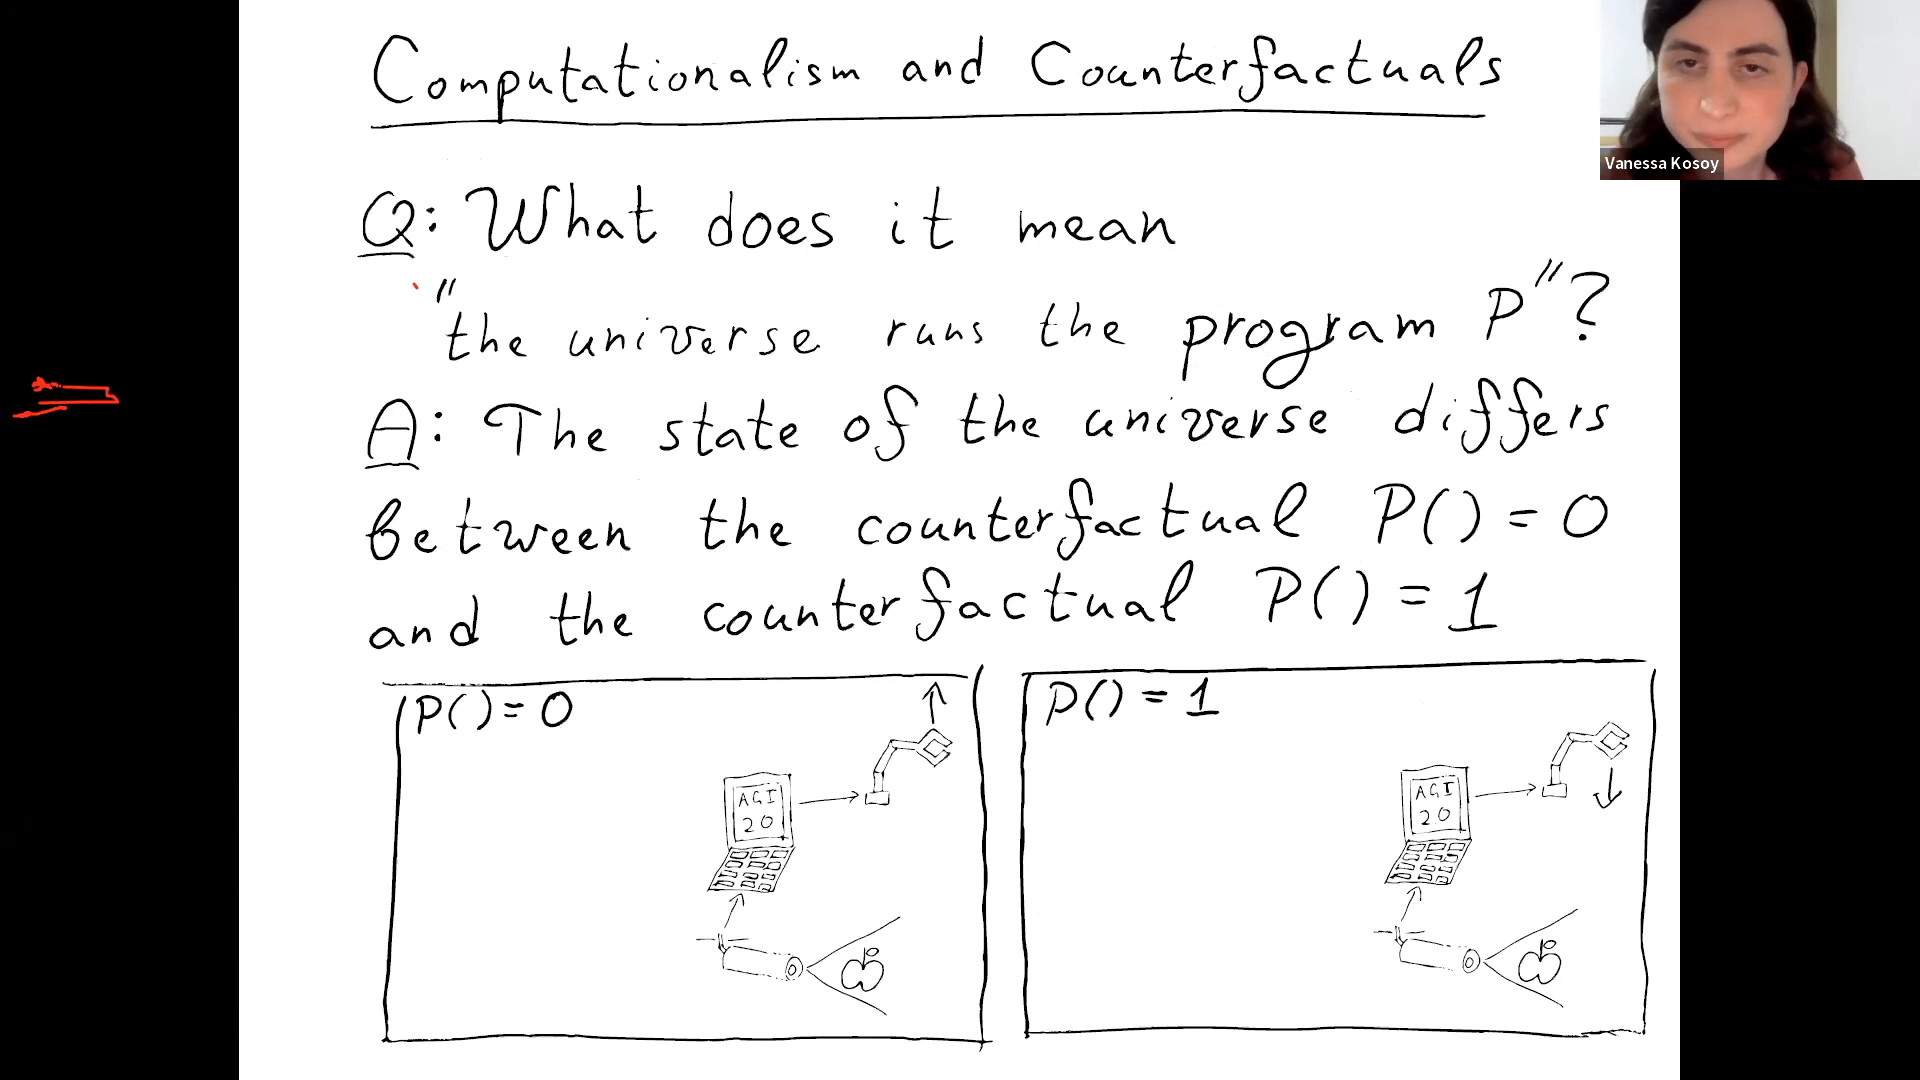 Computationalism and Counterfactuals
Vanessa Kosoy
Q: What does it mean
"the universe runs the program P"?
A: The state of the universe differs
between the counterfactual P() = 0
and the counterfactual P() = 1
P() = 0
AGI
20
P() = 1
AGI
20